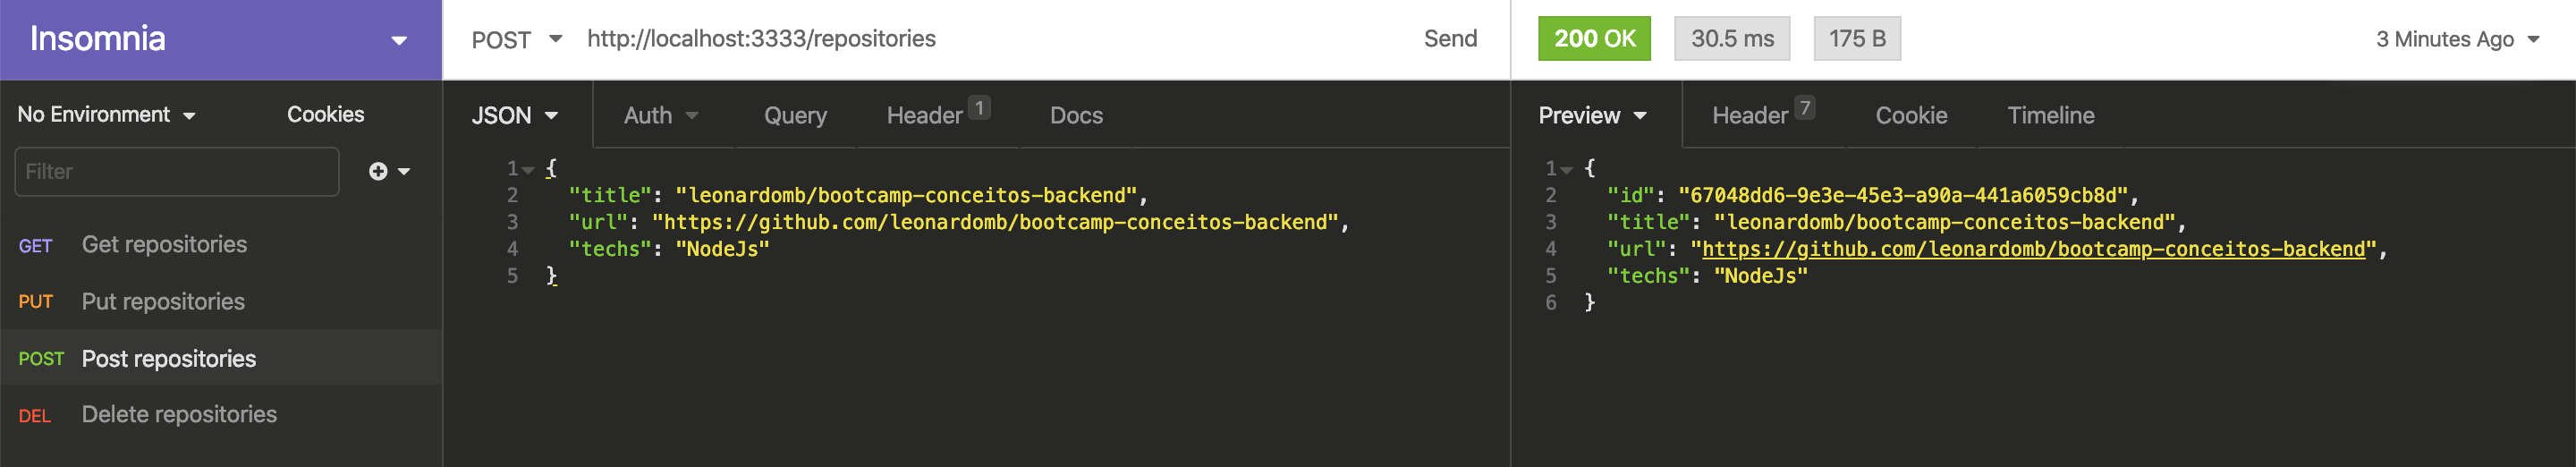 Insomnia
No Environment Cookies
Filter
GET Get repositories
PUT Put repositories
POST Post repositories
DEL Delete repositories
POST http://localhost:3333/repositories Send
JSON Auth Query Header 1 Docs
1 {
2 "title": "leonardomb/bootcamp-conceitos-backend",
3 "url": "https://github.com/leonardomb/bootcamp-conceitos-backend",
4 "techs": "NodeJs"
5 }
200 OK 30.5 ms 175 B 3 Minutes Ago
Preview Header 7 Cookie Timeline
1 {
2 "id": "67048dd6-9e3e-45e3-a90a-441a6059cb8d",
3 "title": "leonardomb/bootcamp-conceitos-backend",
4 "url": "https://github.com/leonardomb/bootcamp-conceitos-backend",
5 "techs": "NodeJs"
6 }